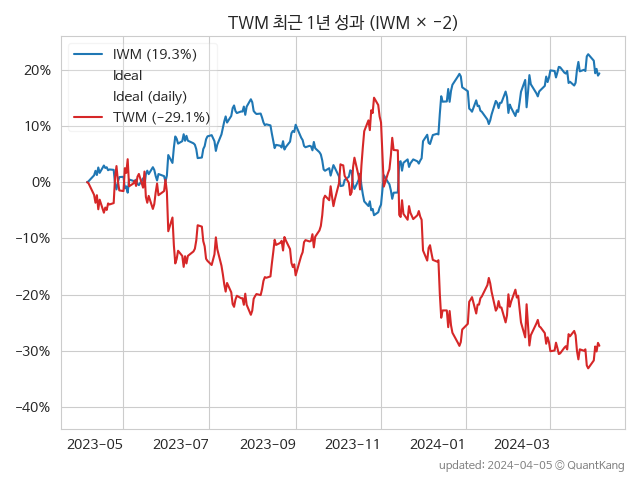 TWM 최근 1년 성과 (IWM × −2)
IWM (19.3%)
Ideal
Ideal (daily)
TWM (−29.1%)
20%
10%
0%
−10%
−20%
−30%
−40%
2023-05 2023-07 2023-09 2023-11 2024-01 2024-03
updated: 2024-04-05 © QuantKang